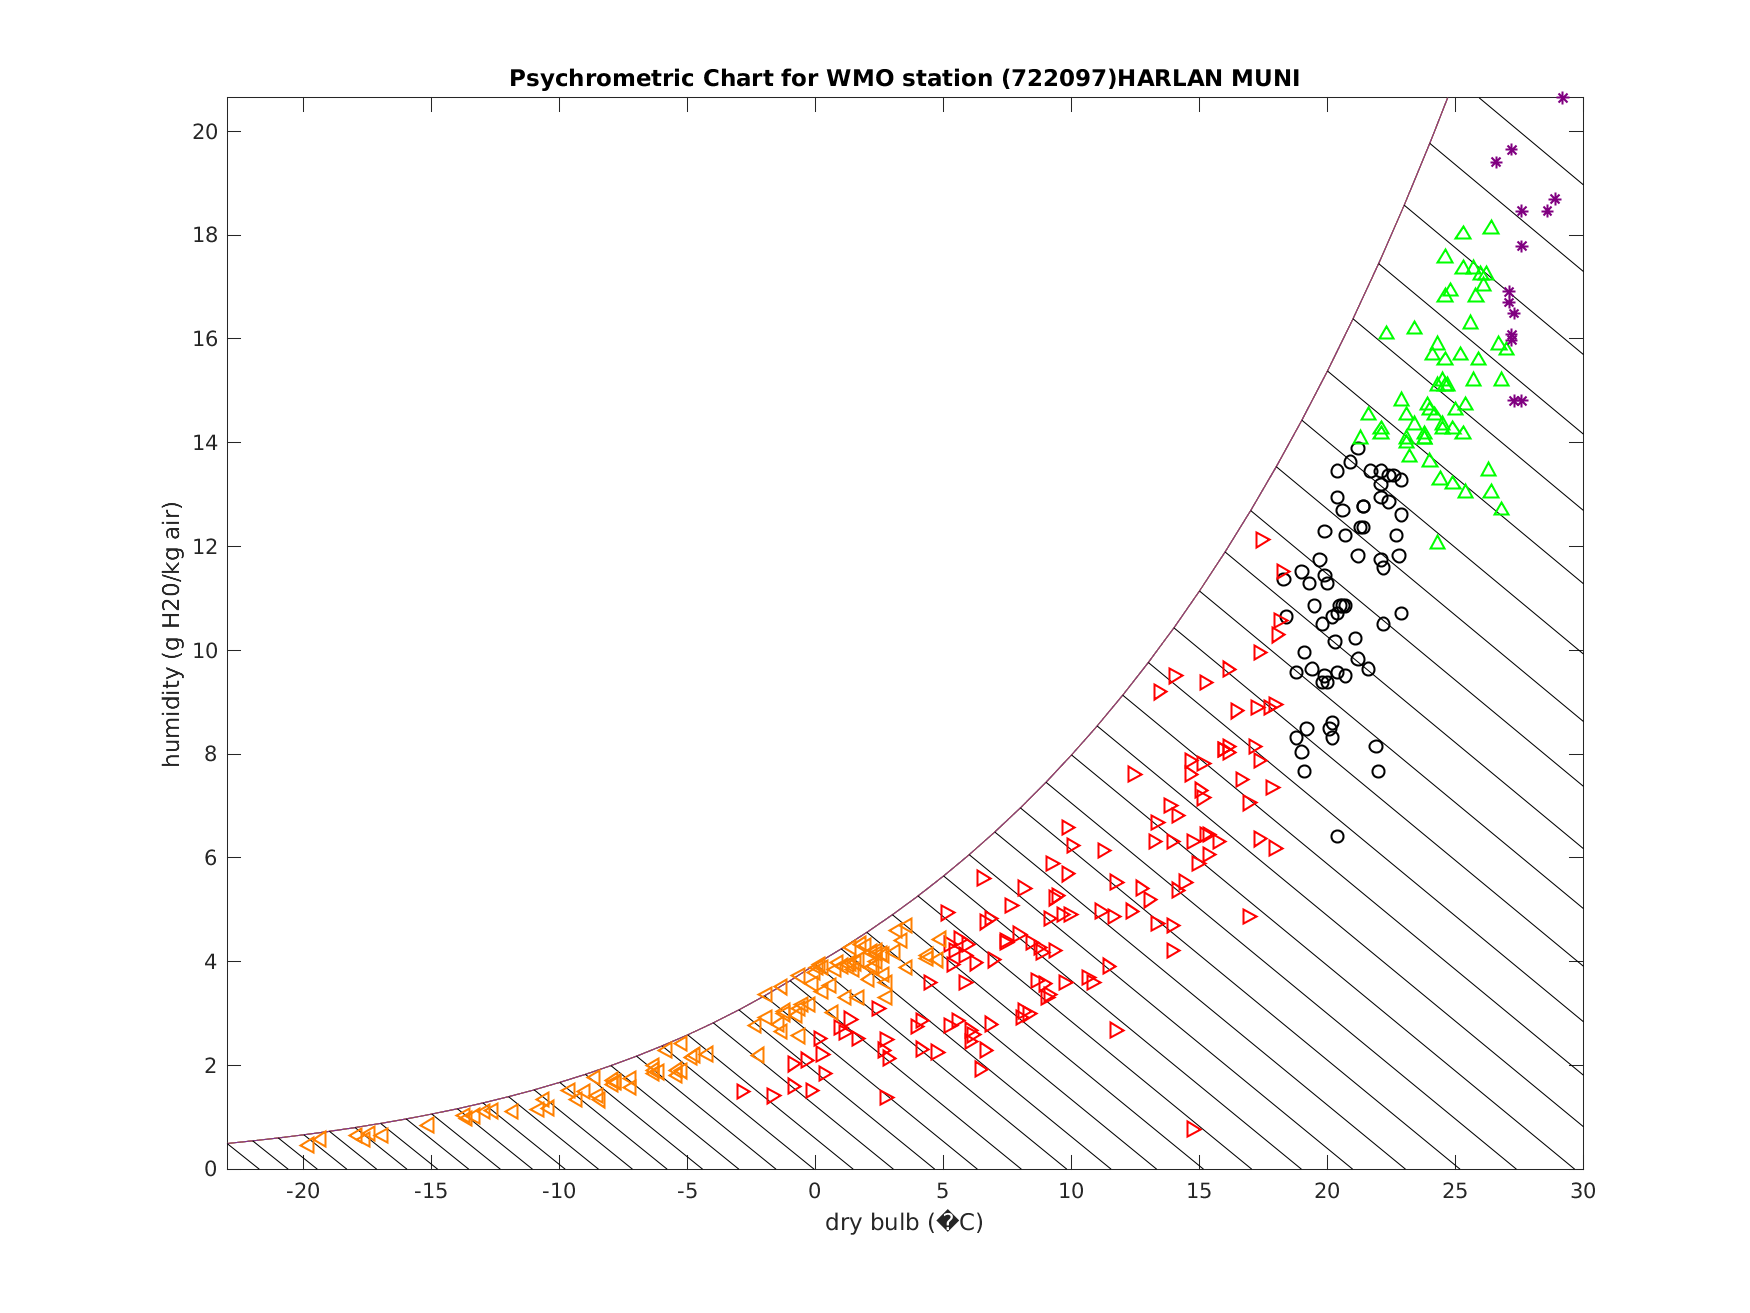 Psychrometric Chart for WMO station (722097)HARLAN MUNI
humidity (g H20/kg air)
20
18
16
14
12
10
8
6
4
2
0
-20 -15 -10 -5 0 5 10 15 20 25 30
dry bulb (�C)